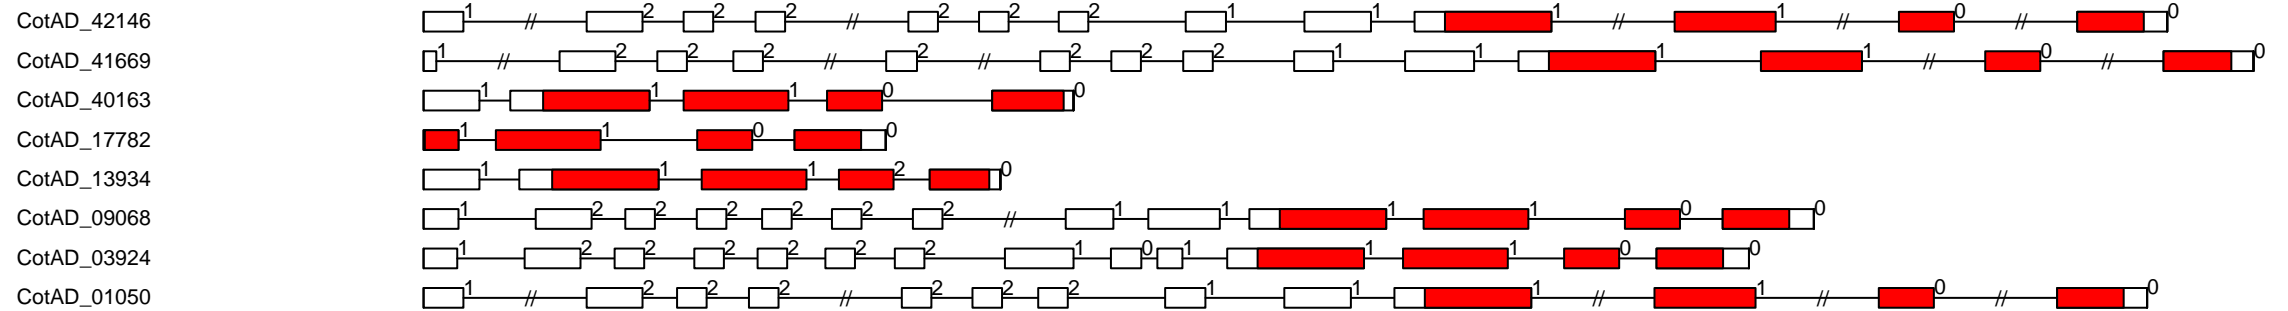 CotAD_42146 1 // 2 2 2 // 2 2 2 1 1 1 // 1 // 0 // 0
CotAD_41669 1 // 2 2 2 // 2 // 2 2 2 1 1 1 1 // 0 // 0
CotAD_40163 1 1 1 0 0
CotAD_17782 1 1 0 0
CotAD_13934 1 1 1 2 0
CotAD_09068 1 2 2 2 2 2 2 // 1 1 1 1 0 0
CotAD_03924 1 2 2 2 2 2 2 1 0 1 1 1 0 0
CotAD_01050 1 // 2 2 2 // 2 2 2 1 1 1 // 1 // 0 // 0